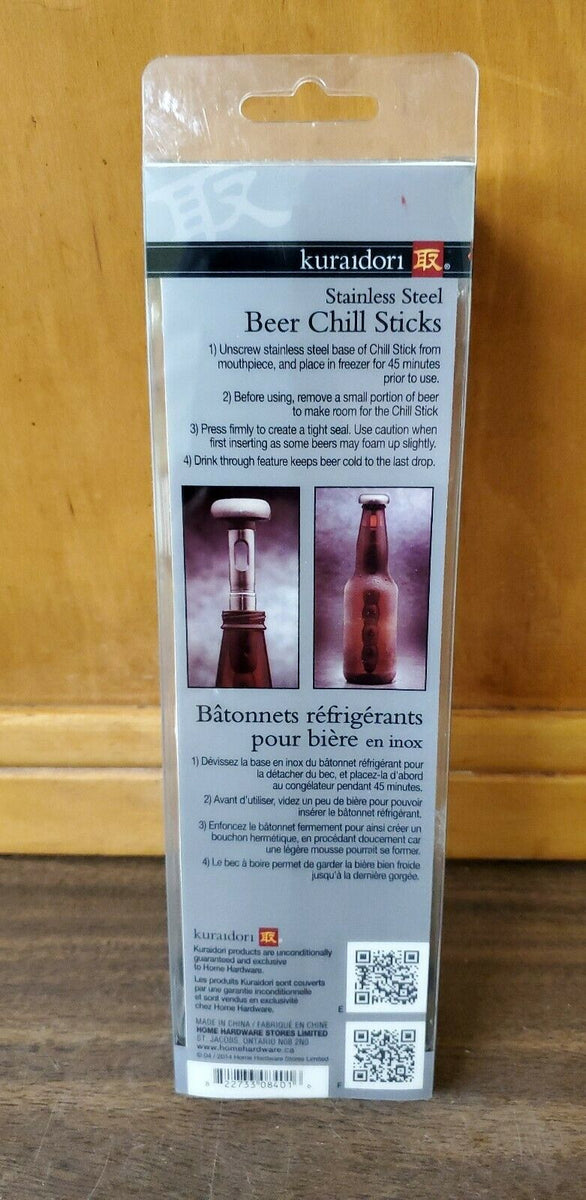 取
kuraıdori 取®
Stainless Steel
Beer Chill Sticks
1) Unscrew stainless steel base of Chill Stick from
mouthpiece, and place in freezer for 45 minutes
prior to use.
2) Before using, remove a small portion of beer
to make room for the Chill Stick
3) Press firmly to create a tight seal. Use caution when
first inserting as some beers may foam up slightly.
4) Drink through feature keeps beer cold to the last drop.
Bâtonnets réfrigérants
pour bière en inox
1) Dévissez la base en inox du bâtonnet réfrigérant pour
la détacher du bec, et placez-la d'abord
au congélateur pendant 45 minutes.
2) Avant d'utiliser, videz un peu de bière pour pouvoir
insérer le bâtonnet réfrigérant.
3) Enfoncez le bâtonnet fermement pour ainsi créer un
bouchon hermétique, en procédant doucement car
une légère mousse pourrait se former.
4) Le bec à boire permet de garder la bière bien froide
jusqu'à la dernière gorgée.
kuraıdori 取®
Kuraidori products are unconditionally
guaranteed and exclusive
to Home Hardware.
Les produits Kuraidori sont couverts
par une garantie inconditionnelle
et sont vendus en exclusivité
chez Home Hardware.
E
MADE IN CHINA / FABRIQUÉ EN CHINE
HOME HARDWARE STORES LIMITED
ST. JACOBS, ONTARIO N0B 2N0
www.homehardware.ca
© 04 / 2014 Home Hardware Stores Limited
F
6 22733 08401 6